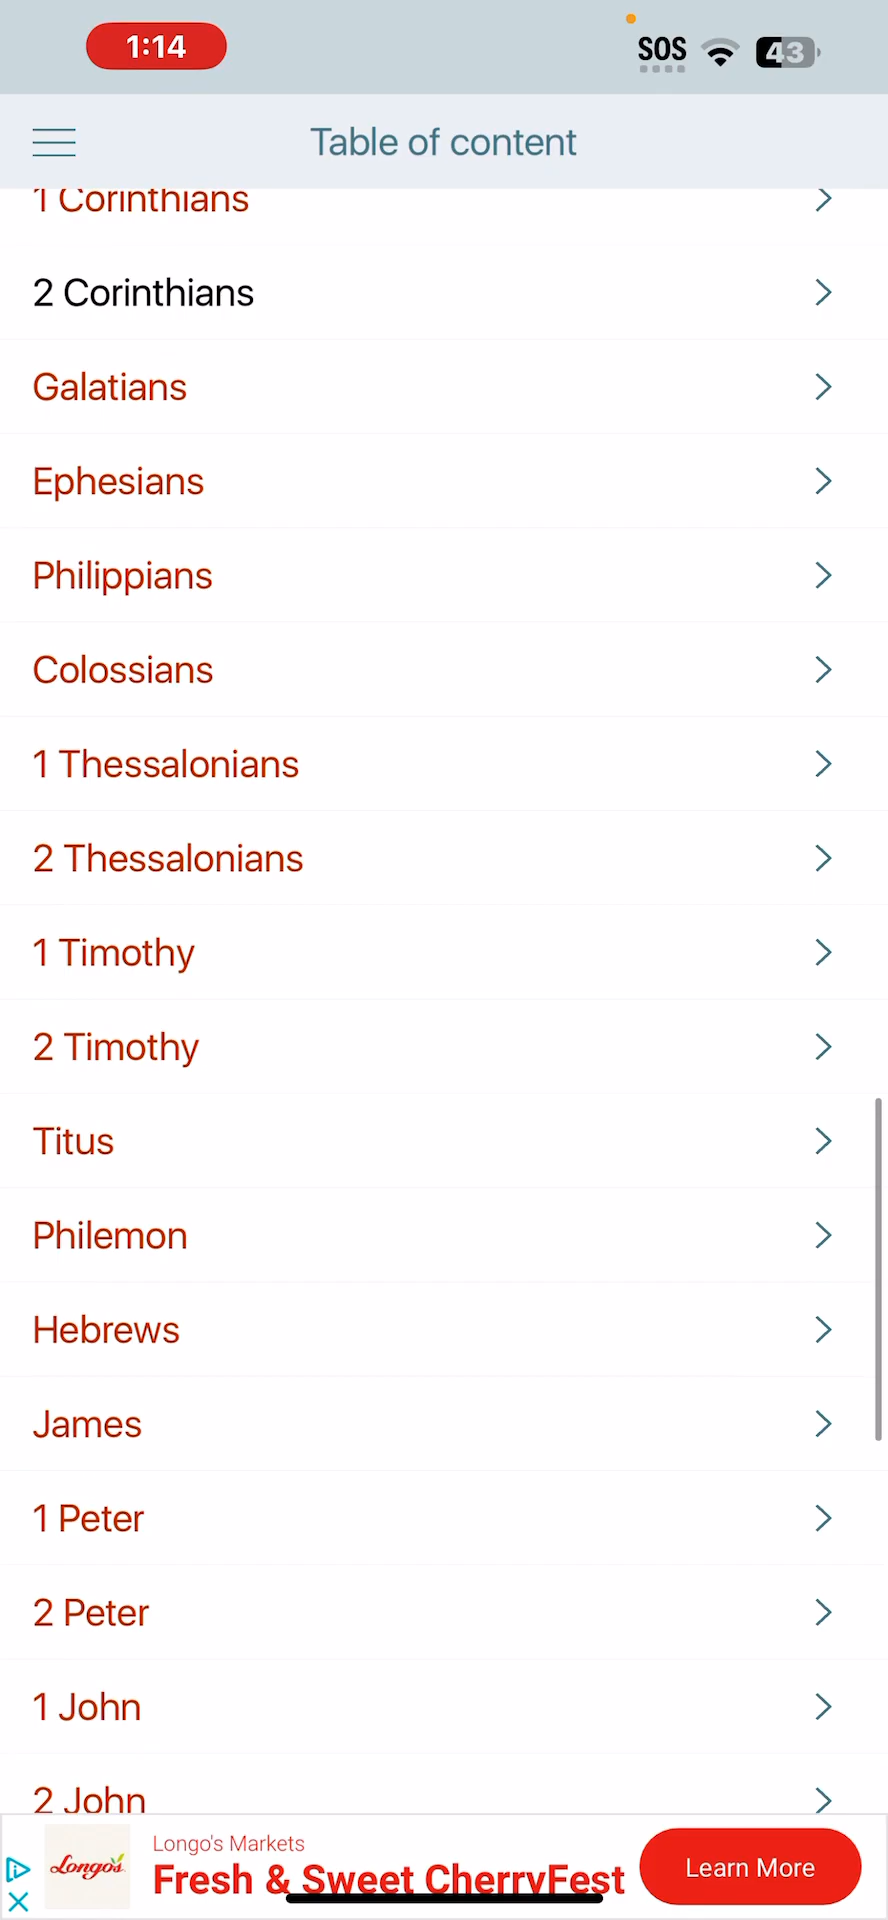 1:14
SOS
43
Table of content
1 Corinthians
2 Corinthians
Galatians
Ephesians
Philippians
Colossians
1 Thessalonians
2 Thessalonians
1 Timothy
2 Timothy
Titus
Philemon
Hebrews
James
1 Peter
2 Peter
1 John
2 John
Longo's
Longo's Markets
Fresh & Sweet CherryFest
Learn More